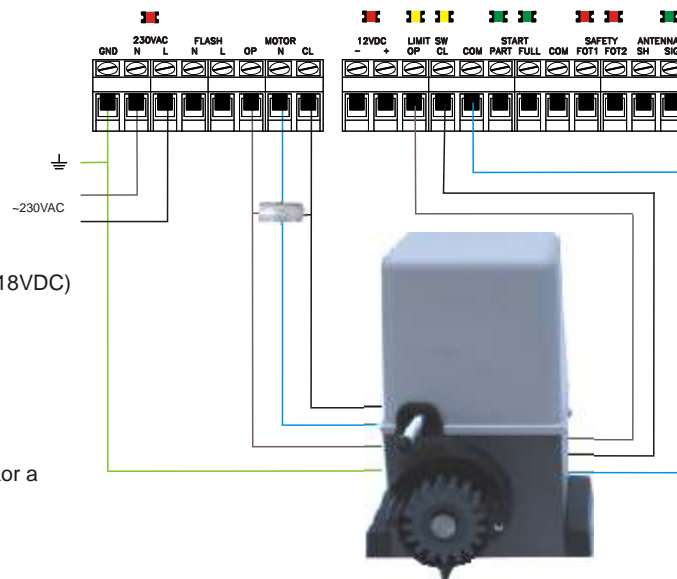 230VAC FLASH MOTOR 12VDC LIMIT SW START SAFETY ANTENNA
GND N L N L OP N CL - + OP CL COM PART FULL COM FOT1 FOT2 SH SIG
~230VAC
18VDC)
or a